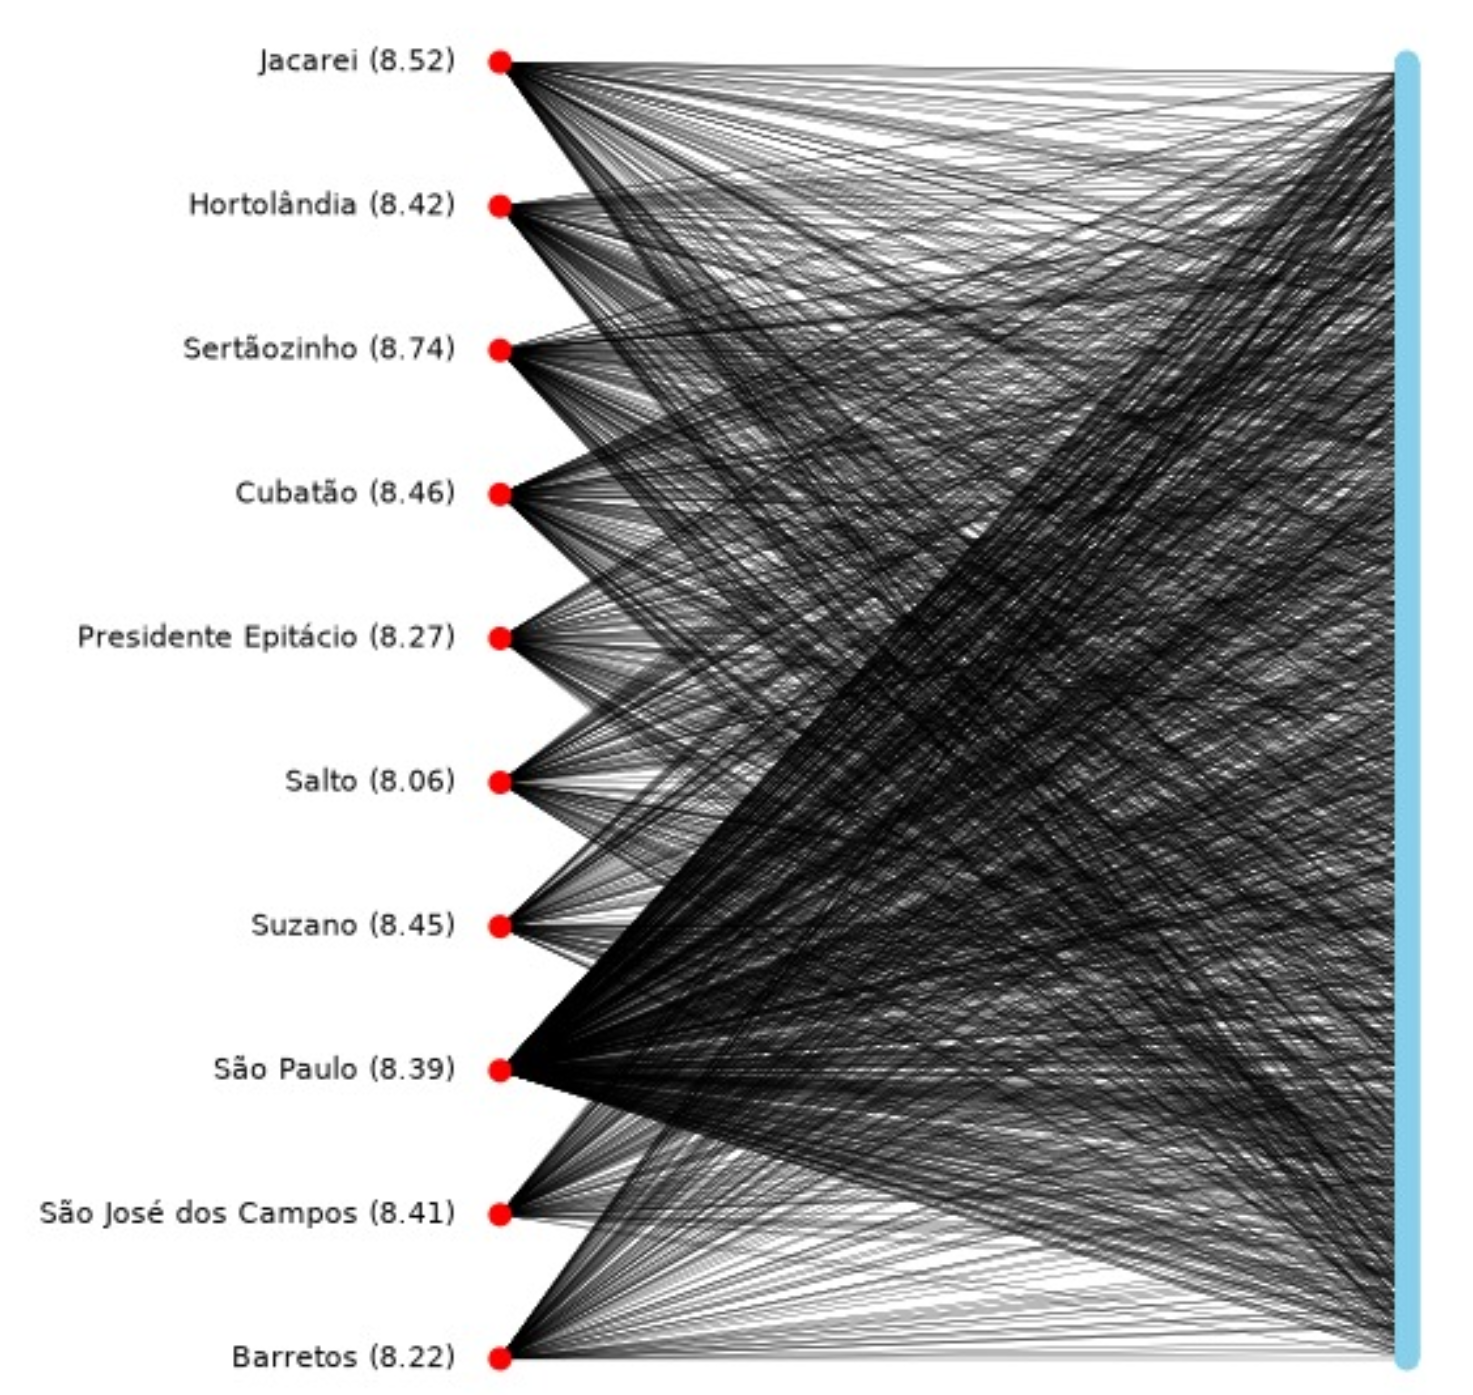 Jacarei (8.52)
Hortolândia (8.42)
Sertãozinho (8.74)
Cubatão (8.46)
Presidente Epitácio (8.27)
Salto (8.06)
Suzano (8.45)
São Paulo (8.39)
São José dos Campos (8.41)
Barretos (8.22)